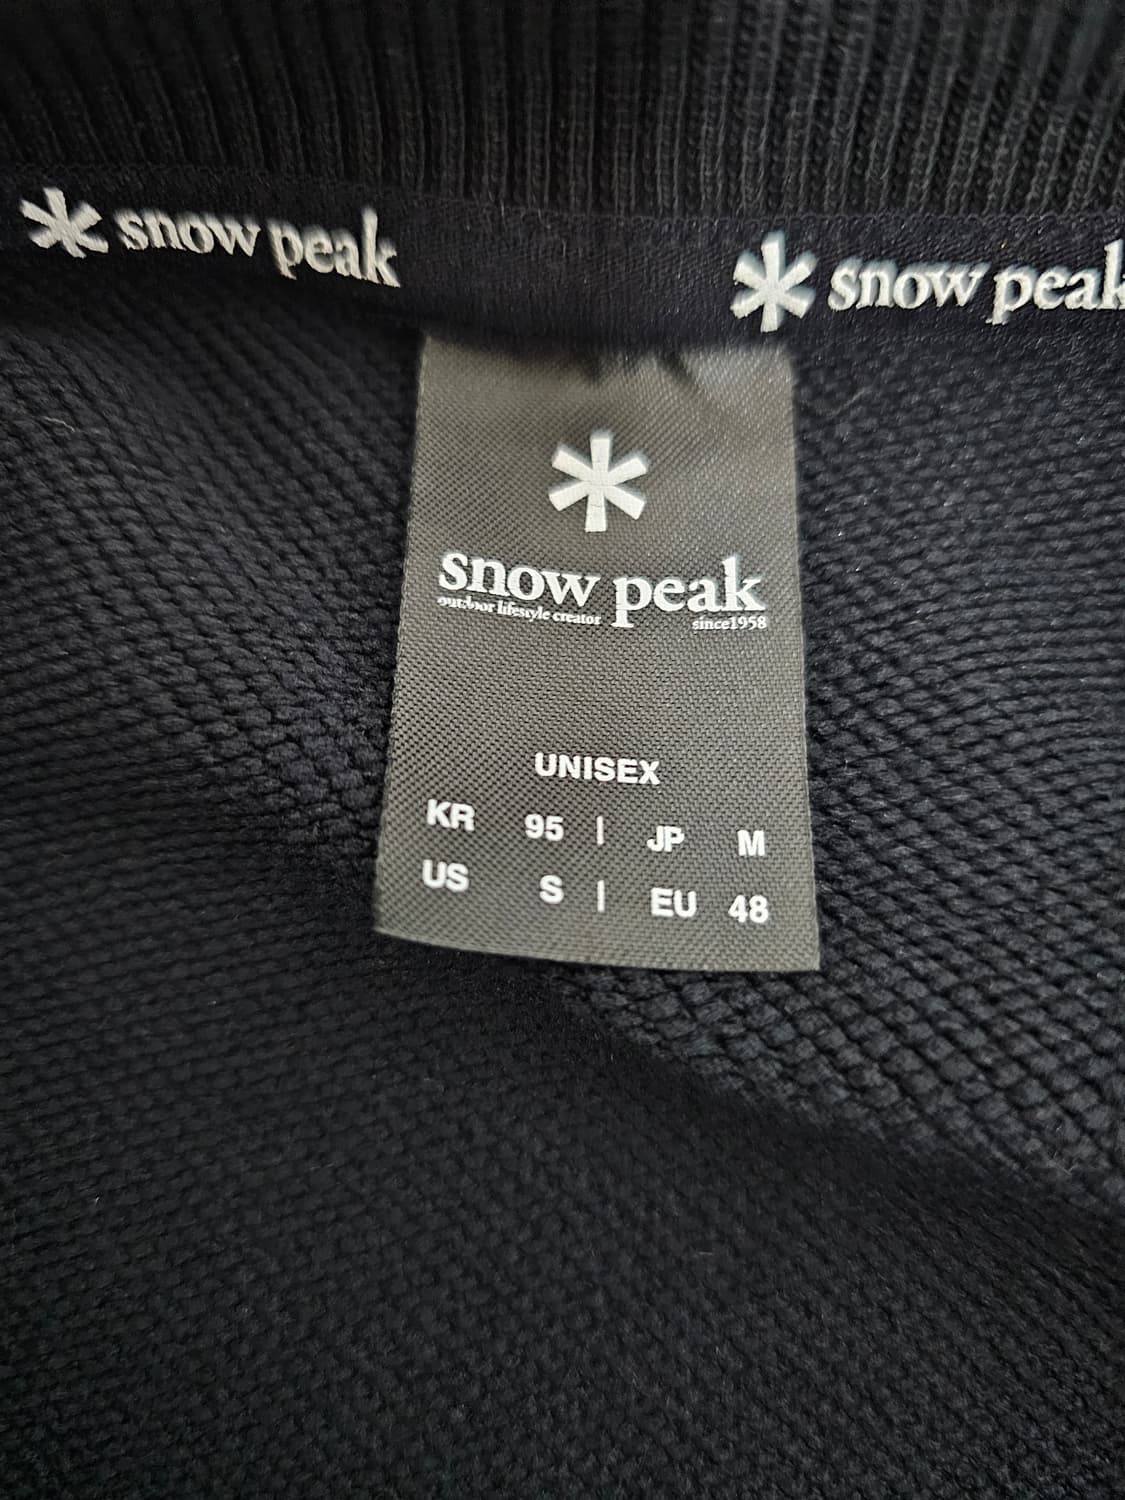 snow peak
snow peak
snow peak
outdoor lifestyle creator since1958
UNISEX
KR 95 | JP M
US S | EU 48